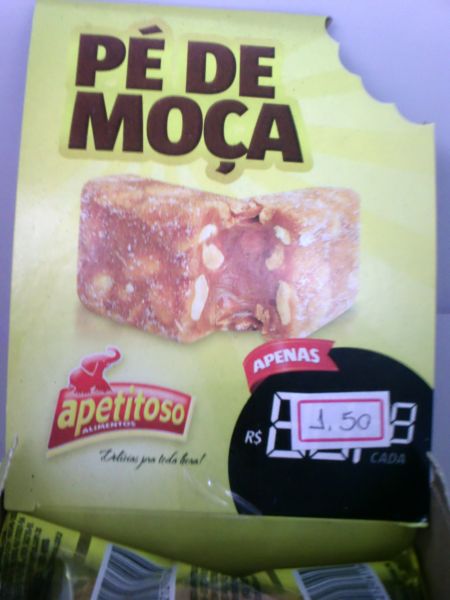 PÉ DE
MOÇA
APENAS
R$ 1.50
CADA
apetitoso
ALIMENTOS
Delícias pra toda hora!